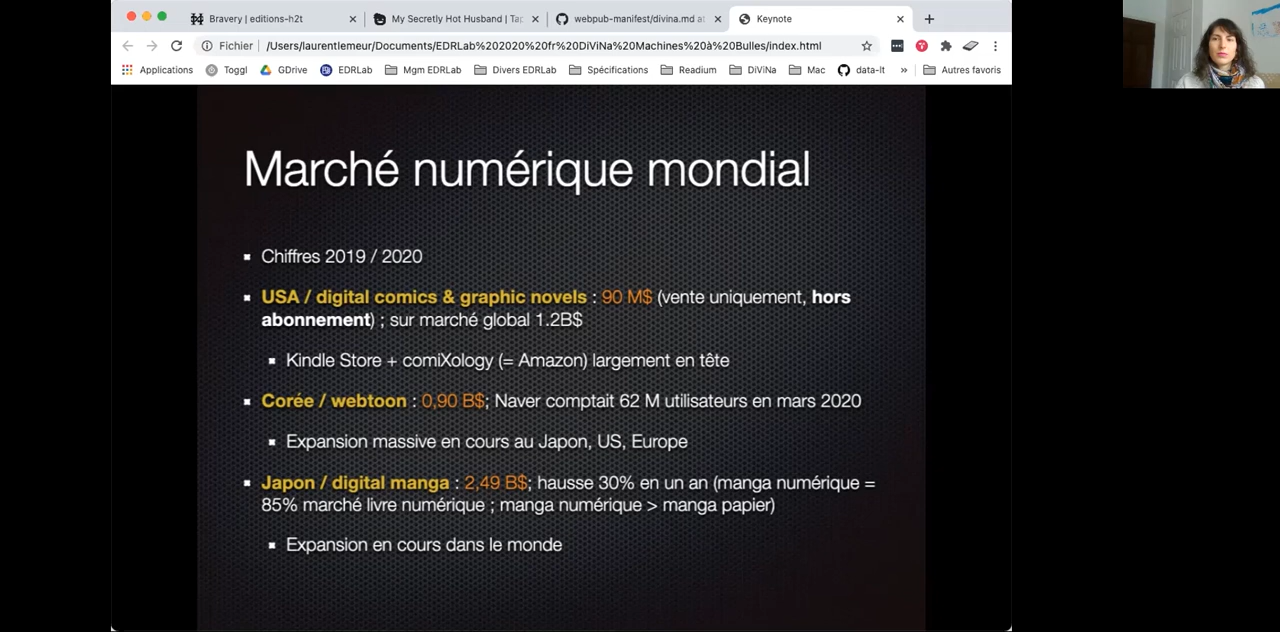 Bravery | editions-h2t
My Secretly Hot Husband | Tap
webpub-manifest/divina.md at
Keynote
Fichier
/Users/laurentlemeur/Documents/EDRLab%202020%20fr%20DiViNa%20Machines%20à%20Bulles/index.html
Applications
Toggl
GDrive
EDRLab
Mgm EDRLab
Divers EDRLab
Spécifications
Readium
DiViNa
Mac
data-lt
»
Autres favoris
Marché numérique mondial
Chiffres 2019 / 2020
USA / digital comics & graphic novels : 90 M$ (vente uniquement, hors
abonnement) ; sur marché global 1.2B$
Kindle Store + comiXology (= Amazon) largement en tête
Corée / webtoon : 0,90 B$; Naver comptait 62 M utilisateurs en mars 2020
Expansion massive en cours au Japon, US, Europe
Japon / digital manga : 2,49 B$; hausse 30% en un an (manga numérique =
85% marché livre numérique ; manga numérique > manga papier)
Expansion en cours dans le monde